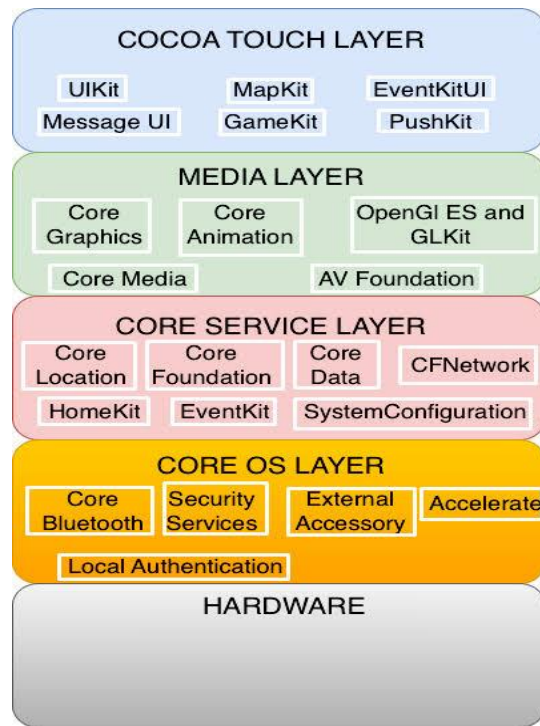 COCOA TOUCH LAYER
UIKit MapKit EventKitUI
Message UI GameKit PushKit
MEDIA LAYER
Core Graphics
Core Animation
OpenGl ES and GLKit
Core Media AV Foundation
CORE SERVICE LAYER
Core Location
Core Foundation
Core Data
CFNetwork
HomeKit EventKit SystemConfiguration
CORE OS LAYER
Core Bluetooth
Security Services
External Accessory
Accelerate
Local Authentication
HARDWARE